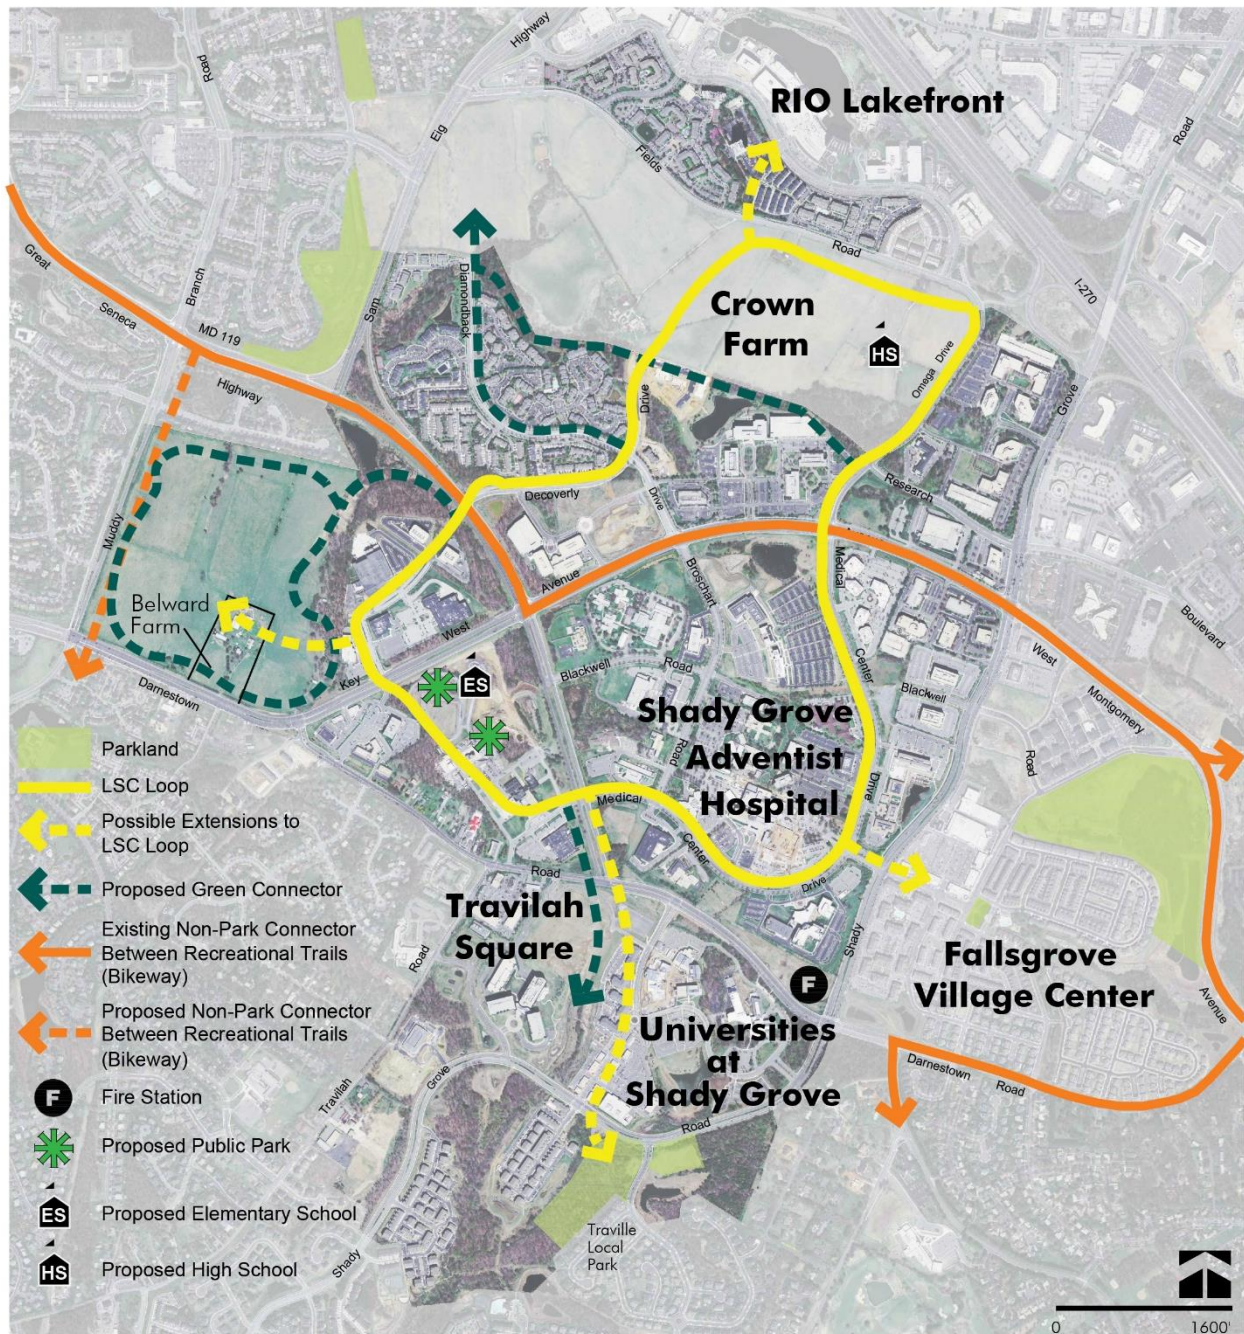 Highway
RIO Lakefront
Road
Eig
Road
Fields
Road
I-270
Great
Seneca
Branch
MD 119
Sam
Diamondback
Crown
Farm
HS
Omega Drive
Grove
Highway
Drive
Research
Decoverly
Drive
Muddy
Avenue
Broschart
Medical
Boulevard
Belward
Farm
West
Key
Darnestown
ES
Blackwell
Road
Center
Blackwell
West
Montgomery
Shady Grove
Adventist
Hospital
Road
Drive
Road
Medical
Center
Drive
Road
Travilah
Square
Road
Shady
Fallsgrove
Village Center
Avenue
F
Universities
at
Shady Grove
Darnestown Road
Grove
Travilah
Road
Shady
Traville
Local
Park
Parkland
LSC Loop
Possible Extensions to
LSC Loop
Proposed Green Connector
Existing Non-Park Connector
Between Recreational Trails
(Bikeway)
Proposed Non-Park Connector
Between Recreational Trails
(Bikeway)
F
Fire Station
Proposed Public Park
ES
Proposed Elementary School
HS
Proposed High School
0 1600'